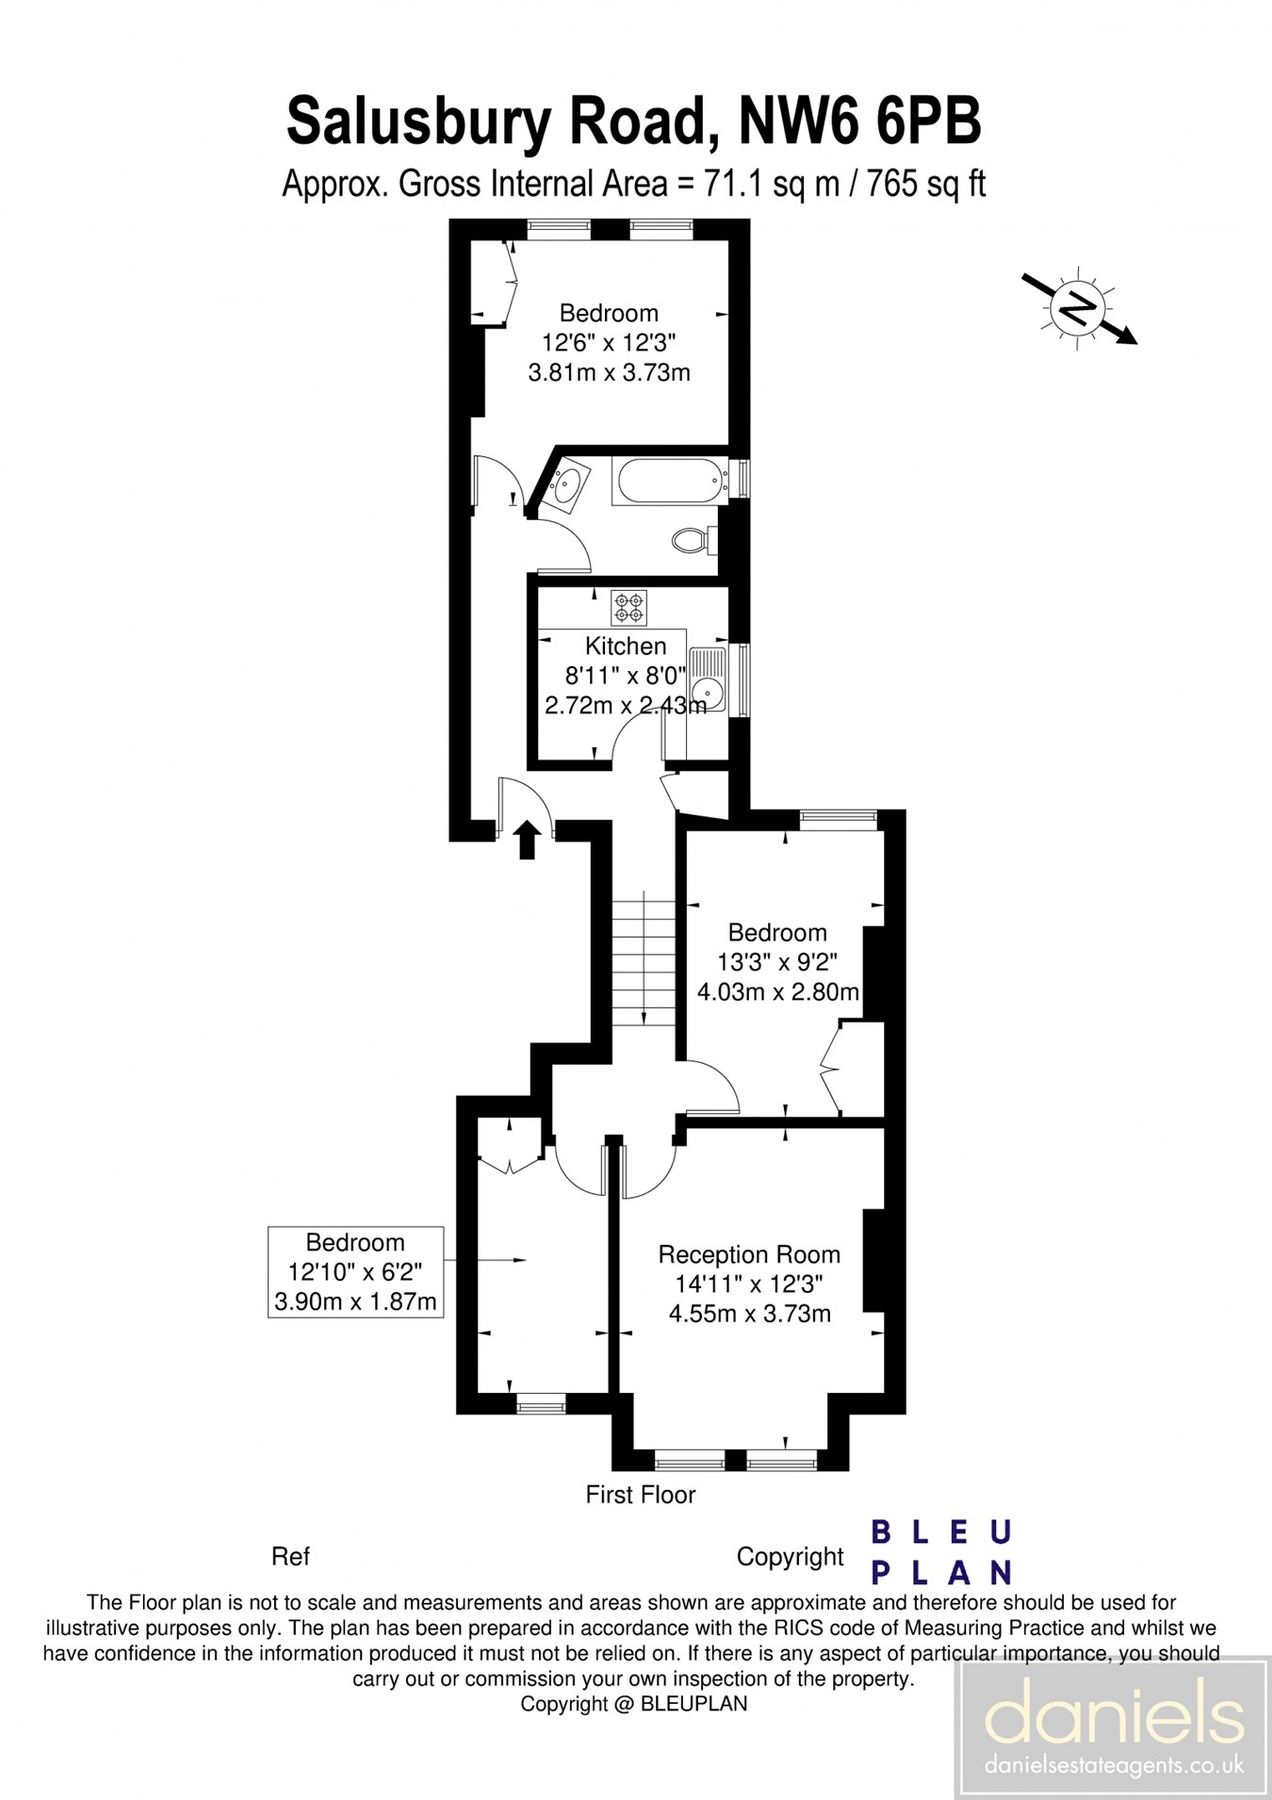 Salusbury Road, NW6 6PB
Approx. Gross Internal Area = 71.1 sq m / 765 sq ft
N
Bedroom
12'6" x 12'3"
3.81m x 3.73m
Kitchen
8'11" x 8'0"
2.72m x 2.43m
Bedroom
13'3" x 9'2"
4.03m x 2.80m
Bedroom
12'10" x 6'2"
3.90m x 1.87m
Reception Room
14'11" x 12'3"
4.55m x 3.73m
First Floor
Ref
Copyright
BLEU
PLAN
The Floor plan is not to scale and measurements and areas shown are approximate and therefore should be used for
illustrative purposes only. The plan has been prepared in accordance with the RICS code of Measuring Practice and whilst we
have confidence in the information produced it must not be relied on. If there is any aspect of particular importance, you should
carry out or commission your own inspection of the property.
Copyright @ BLEUPLAN
daniels
danielsestateagents.co.uk